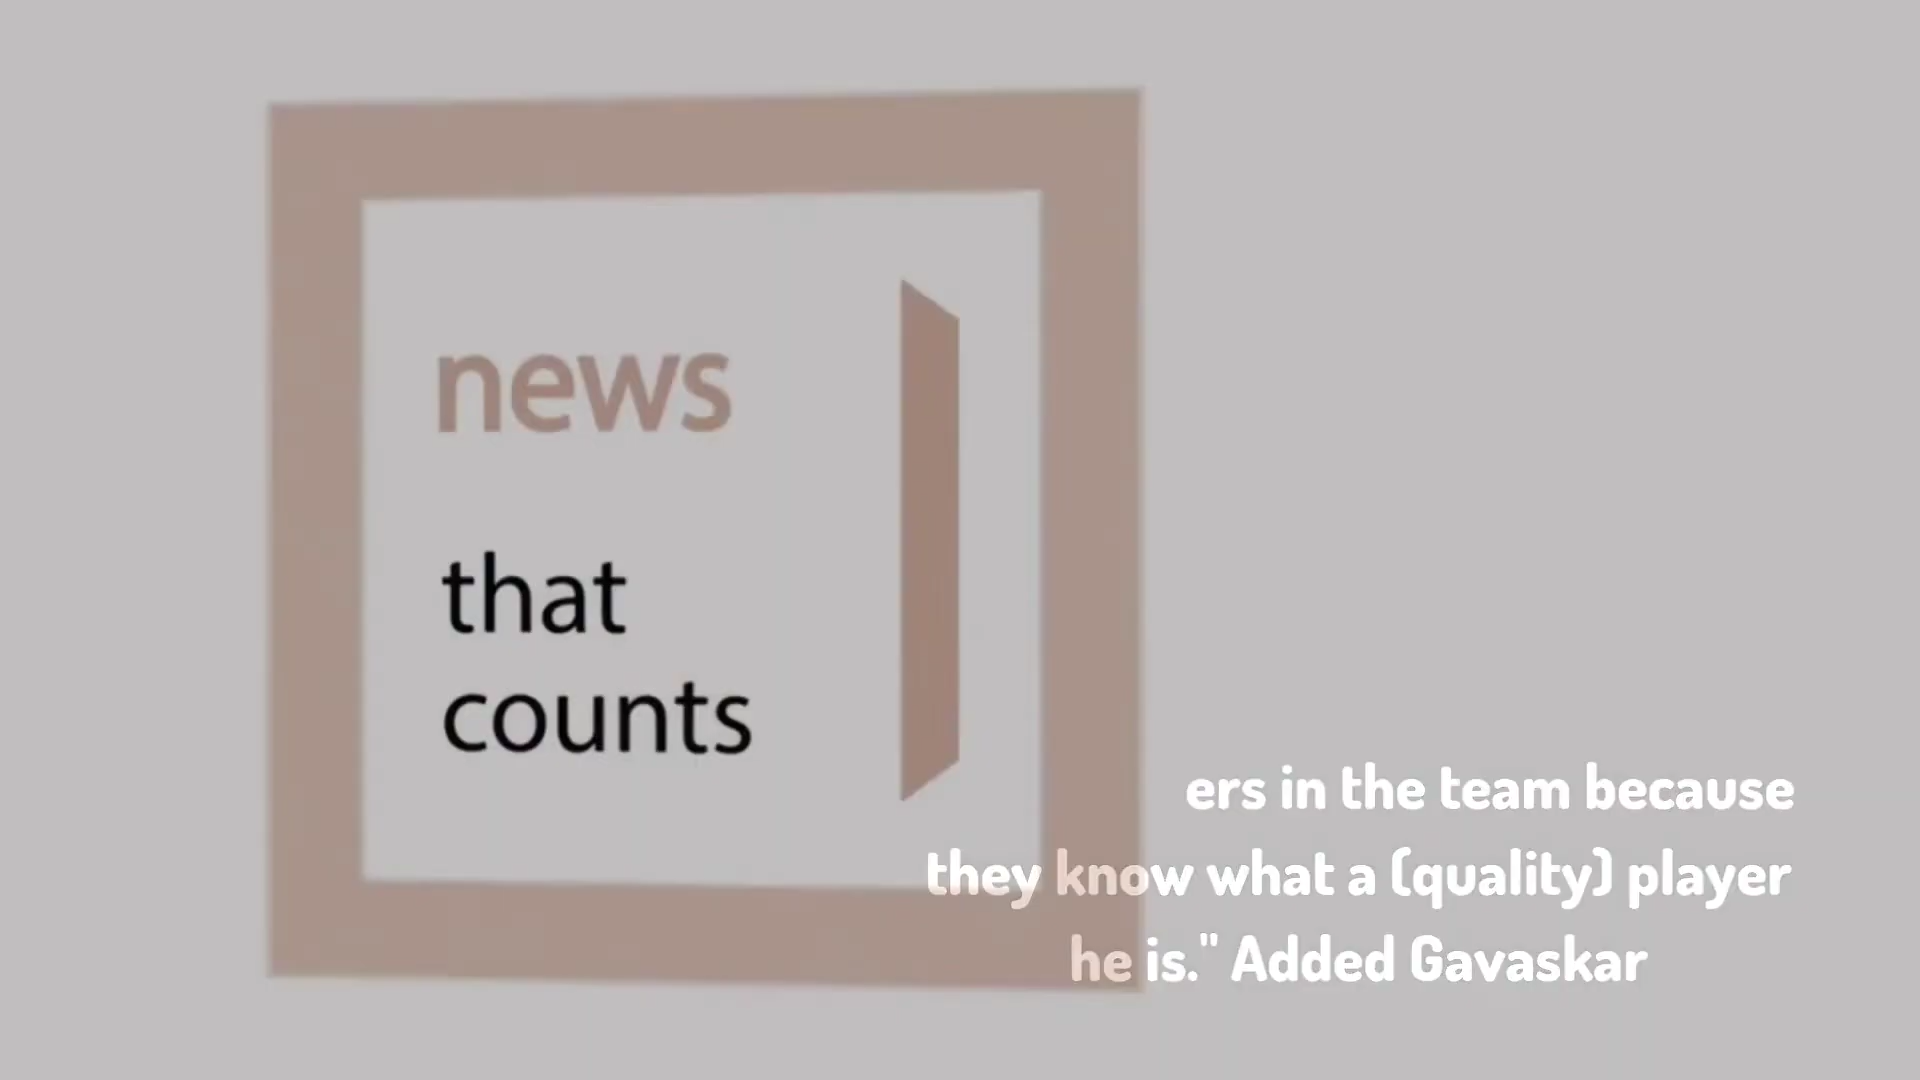 news
that
counts
ers in the team because
they know what a (quality) player
he is." Added Gavaskar